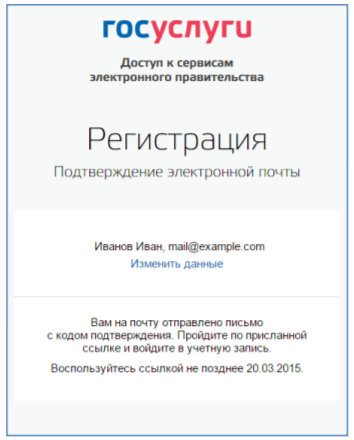 госуслуги
Доступ к сервисам
электронного правительства
Регистрация
Подтверждение электронной почты
Иванов Иван, mail@example.com
Изменить данные
Вам на почту отправлено письмо
с кодом подтверждения. Пройдите по присланной
ссылке и войдите в учетную запись.
Воспользуйтесь ссылкой не позднее 20.03.2015.